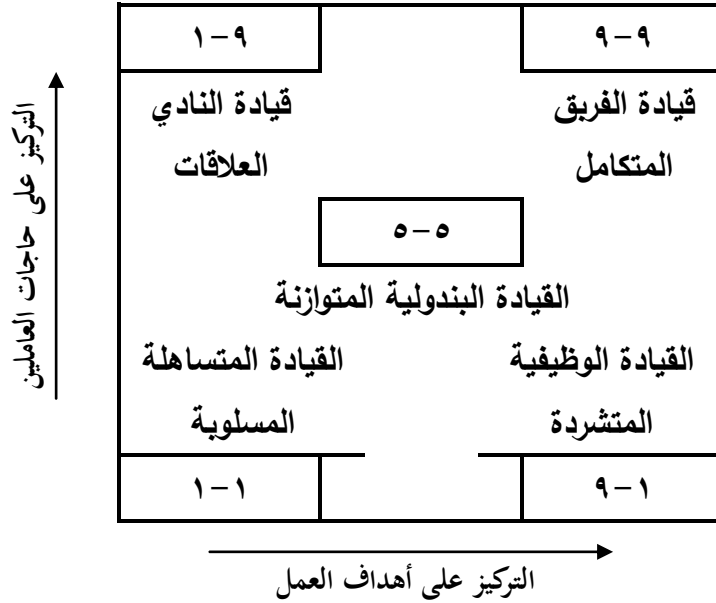 ٩ – ٩
قيادة الفريق
المتكامل
٩ – ١
قيادة النادي
العلاقات
٥ – ٥
القيادة البندولية المتوازنة
القيادة الوظيفية
المتشردة
١ – ٩
القيادة المتساهلة
المسلوبة
١ – ١
التركيز على حاجات العاملين
التركيز على أهداف العمل